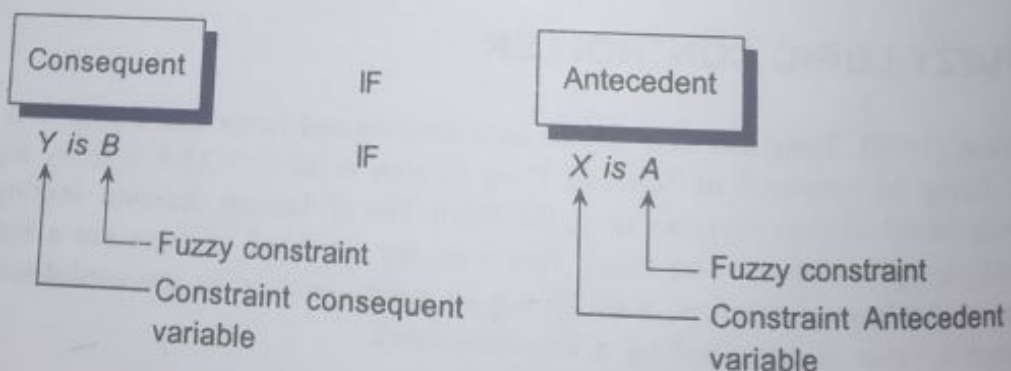 Consequent IF Antecedent
Y is B IF X is A
Fuzzy constraint
Constraint consequent
variable
Fuzzy constraint
Constraint Antecedent
variable